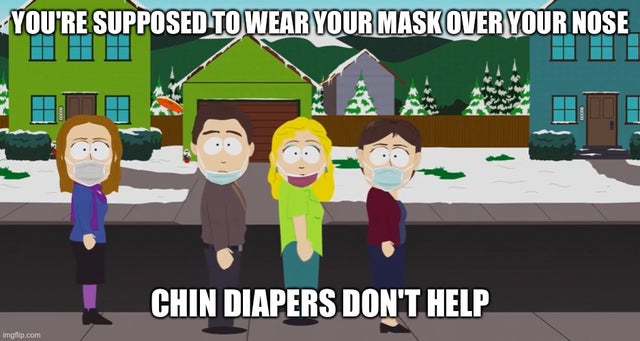 YOU'RE SUPPOSED TO WEAR YOUR MASK OVER YOUR NOSE
CHIN DIAPERS DON'T HELP
imgflip.com